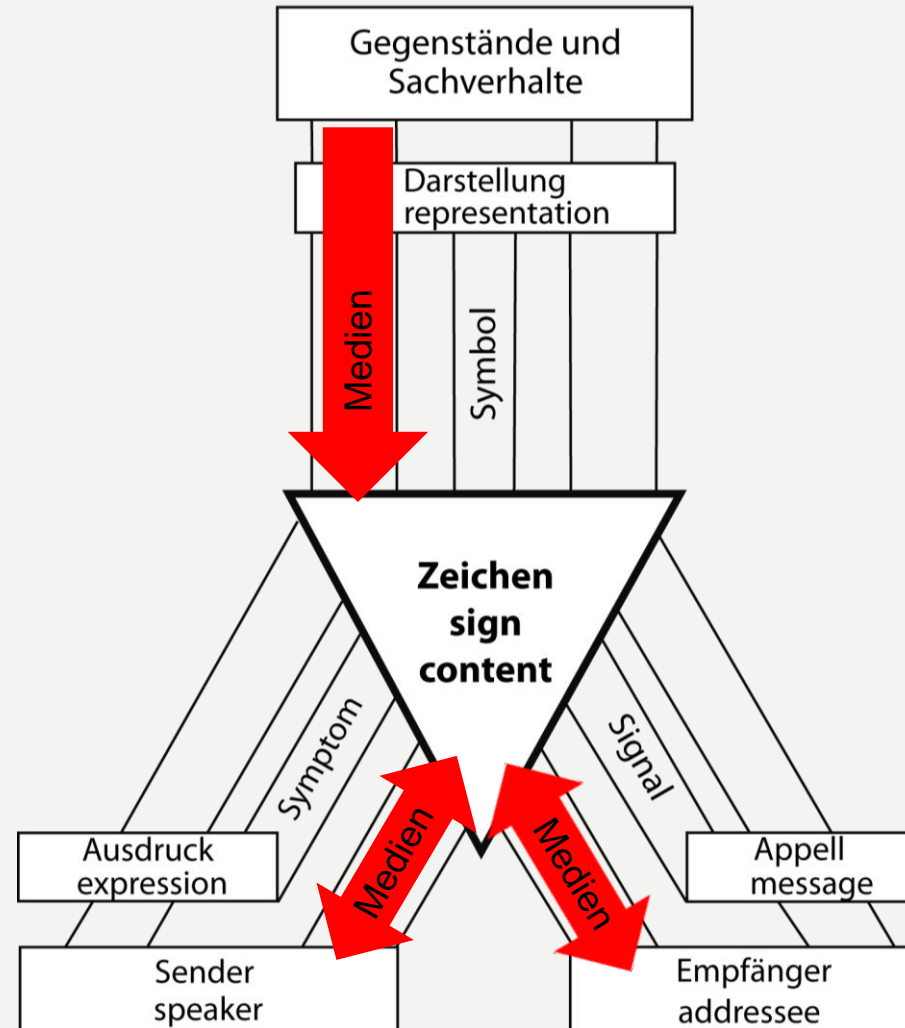 Gegenstände und
Sachverhalte
Darstellung
representation
Medien
Symbol
Zeichen
sign
content
Symptom
Signal
Medien
Medien
Ausdruck
expression
Appell
message
Sender
speaker
Empfänger
addressee